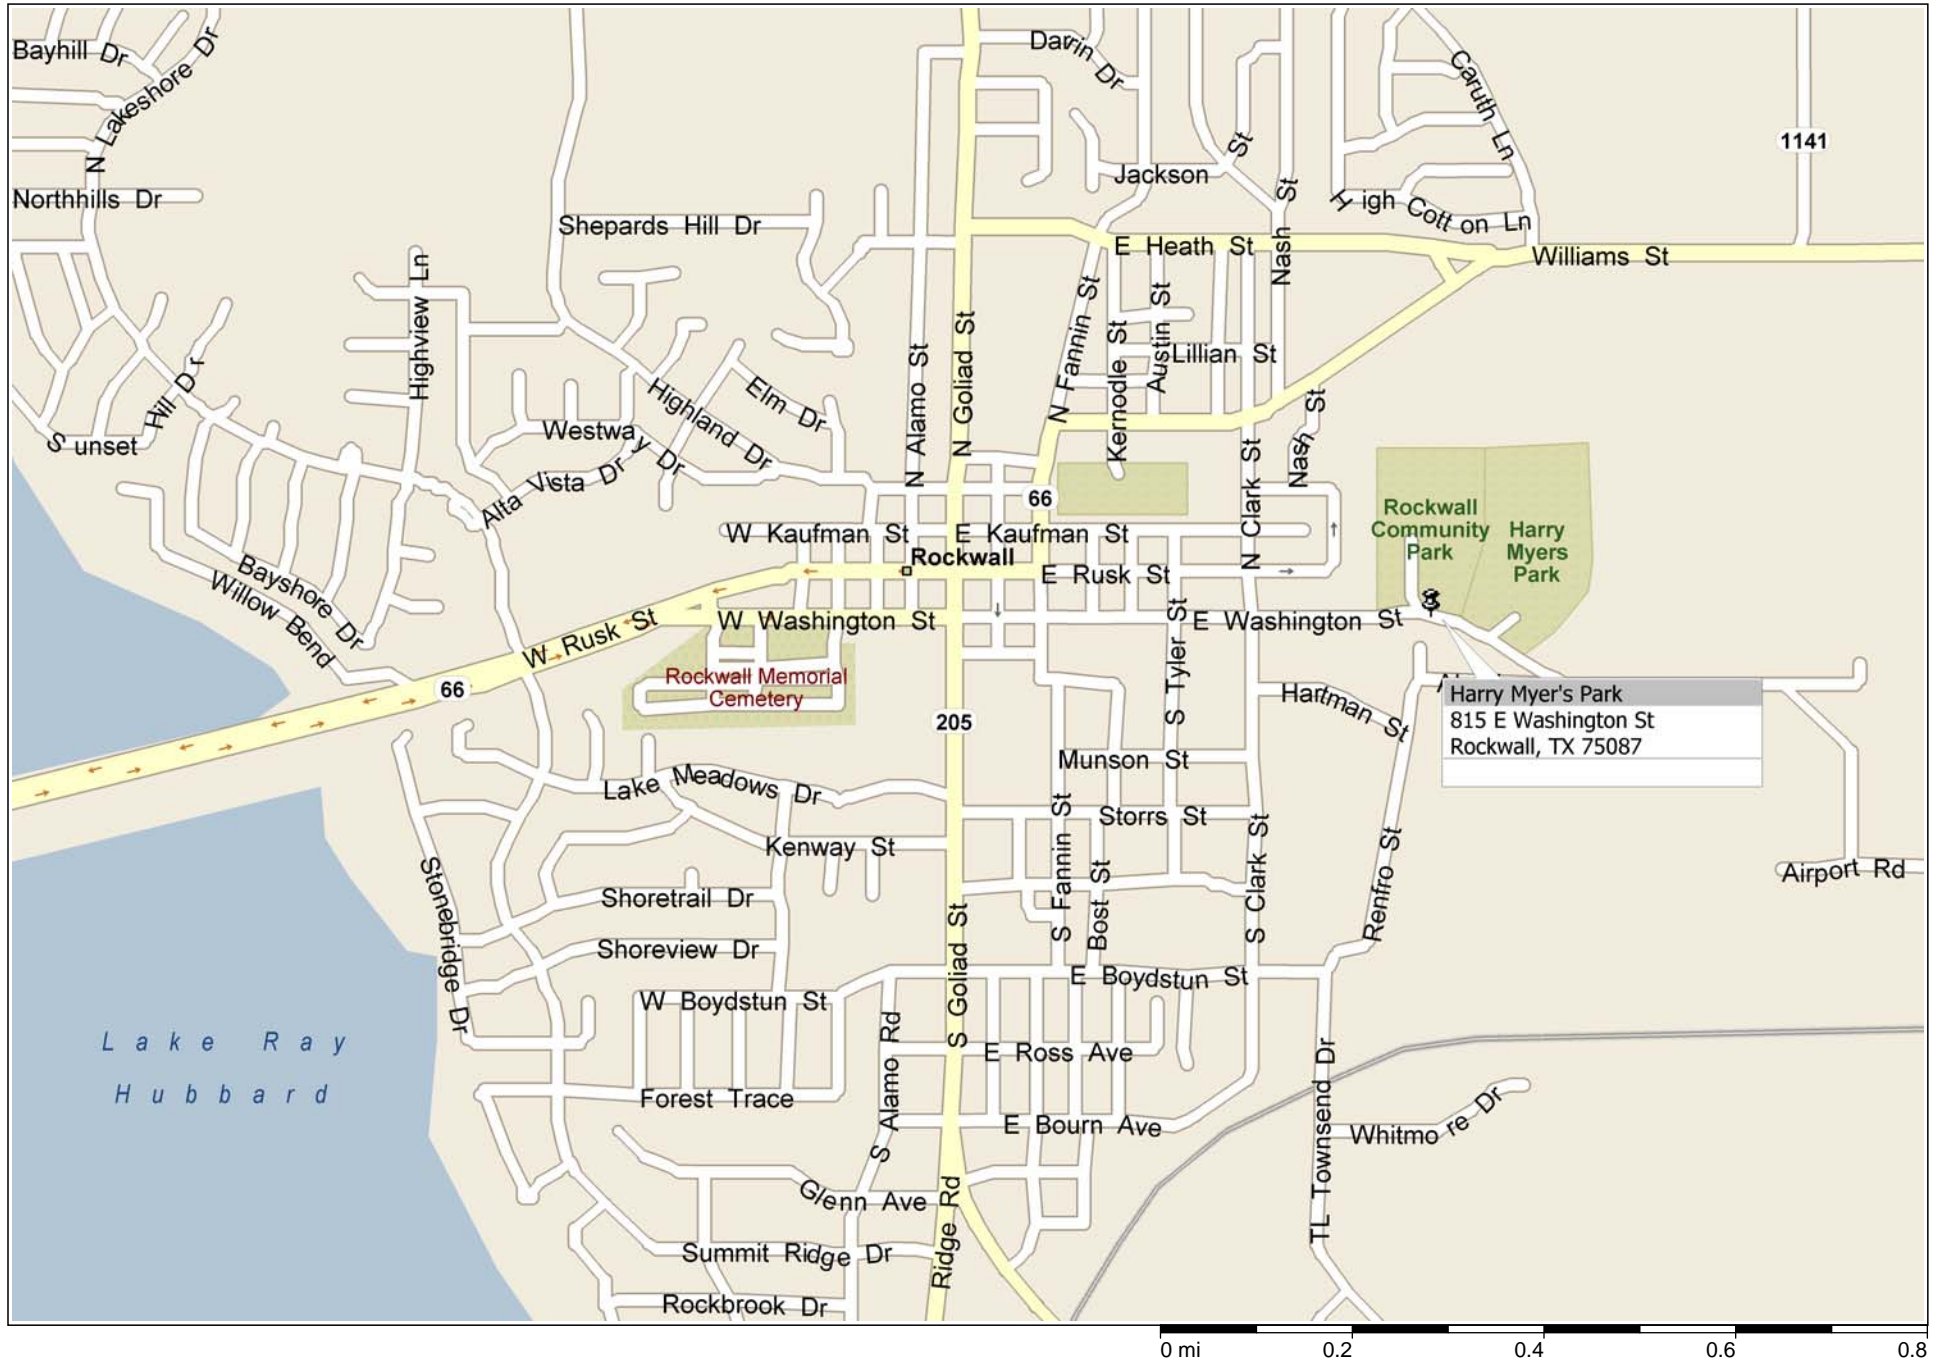 Bayhill Dr
N Lakeshore Dr
Darrin Dr
Caruth Ln
1141
Northhills Dr
Jackson St
Nash St
High Cotton Ln
Shepards Hill Dr
E Heath St
Williams St
Highview Ln
N Alamo St
N Goliad St
N Fannin St
Kernodle St
Austin St
Lillian St
Nash St
Sunset Hill Dr
Highland Dr
Elm Dr
Westway Dr
Alta Vista Dr
66
N Clark St
Rockwall
Community
Park
Harry
Myers
Park
W Kaufman St
E Kaufman St
Rockwall
E Rusk St
Bayshore Dr
Willow Bend
W Rusk St
W Washington St
S Tyler St
E Washington St
66
Rockwall Memorial
Cemetery
205
Hartman St
Harry Myer's Park
815 E Washington St
Rockwall, TX 75087
Munson St
Lake Meadows Dr
Storrs St
Kenway St
Stonebridge Dr
S Fannin St
Bost St
S Clark St
Renfro St
Airport Rd
Shoretrail Dr
Shoreview Dr
S Goliad St
E Boydstun St
W Boydstun St
Lake Ray
Hubbard
S Alamo Rd
E Ross Ave
Forest Trace
E Bourn Ave
TL Townsend Dr
Whitmore Dr
Glenn Ave
Ridge Rd
Summit Ridge Dr
Rockbrook Dr
0 mi 0.2 0.4 0.6 0.8